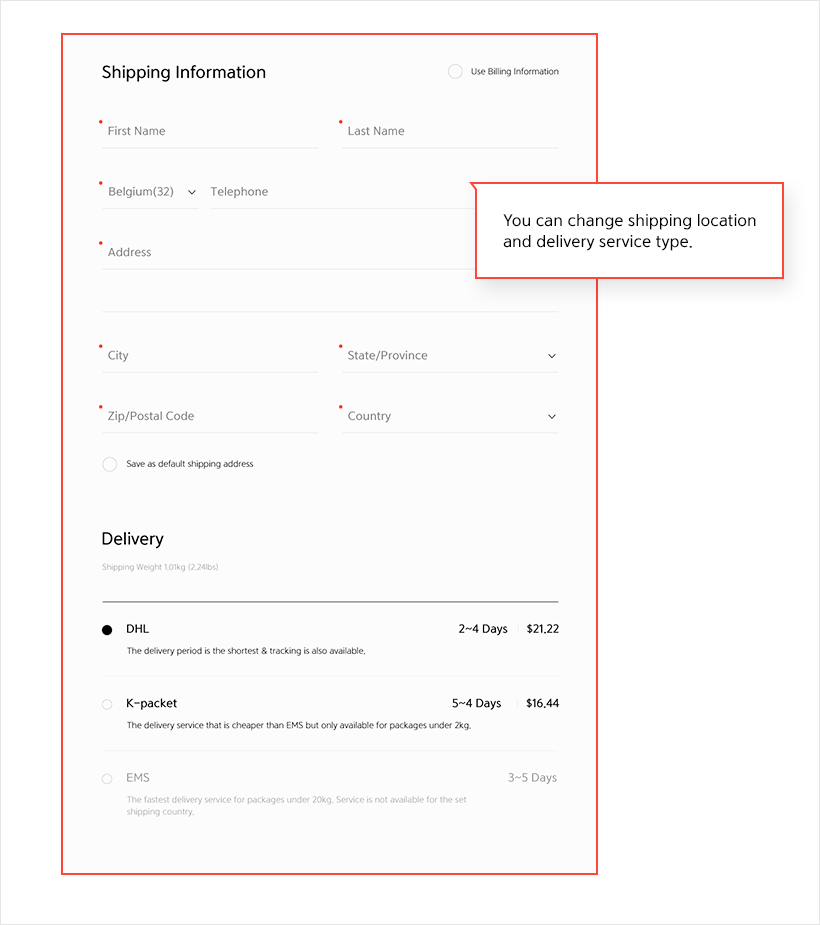 Shipping Information
Use Billing Information
First Name
Last Name
Belgium(32)
Telephone
You can change shipping location
and delivery service type.
Address
City
State/Province
Zip/Postal Code
Country
Save as default shipping address
Delivery
Shipping Weight 1.01kg (2.24lbs)
DHL
2~4 Days
$21.22
The delivery period is the shortest & tracking is also available.
K-packet
5~4 Days
$16.44
The delivery service that is cheaper than EMS but only available for packages under 2kg.
EMS
3~5 Days
The fastest delivery service for packages under 20kg. Service is not available for the set
shipping country.